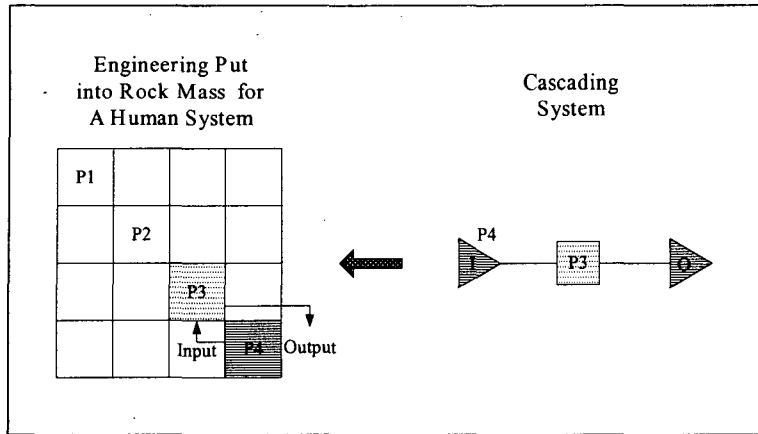 Engineering Put
into Rock Mass for
A Human System
P1
P2
P3
Input
P4
Output
Cascading
System
P4
I
P3
O